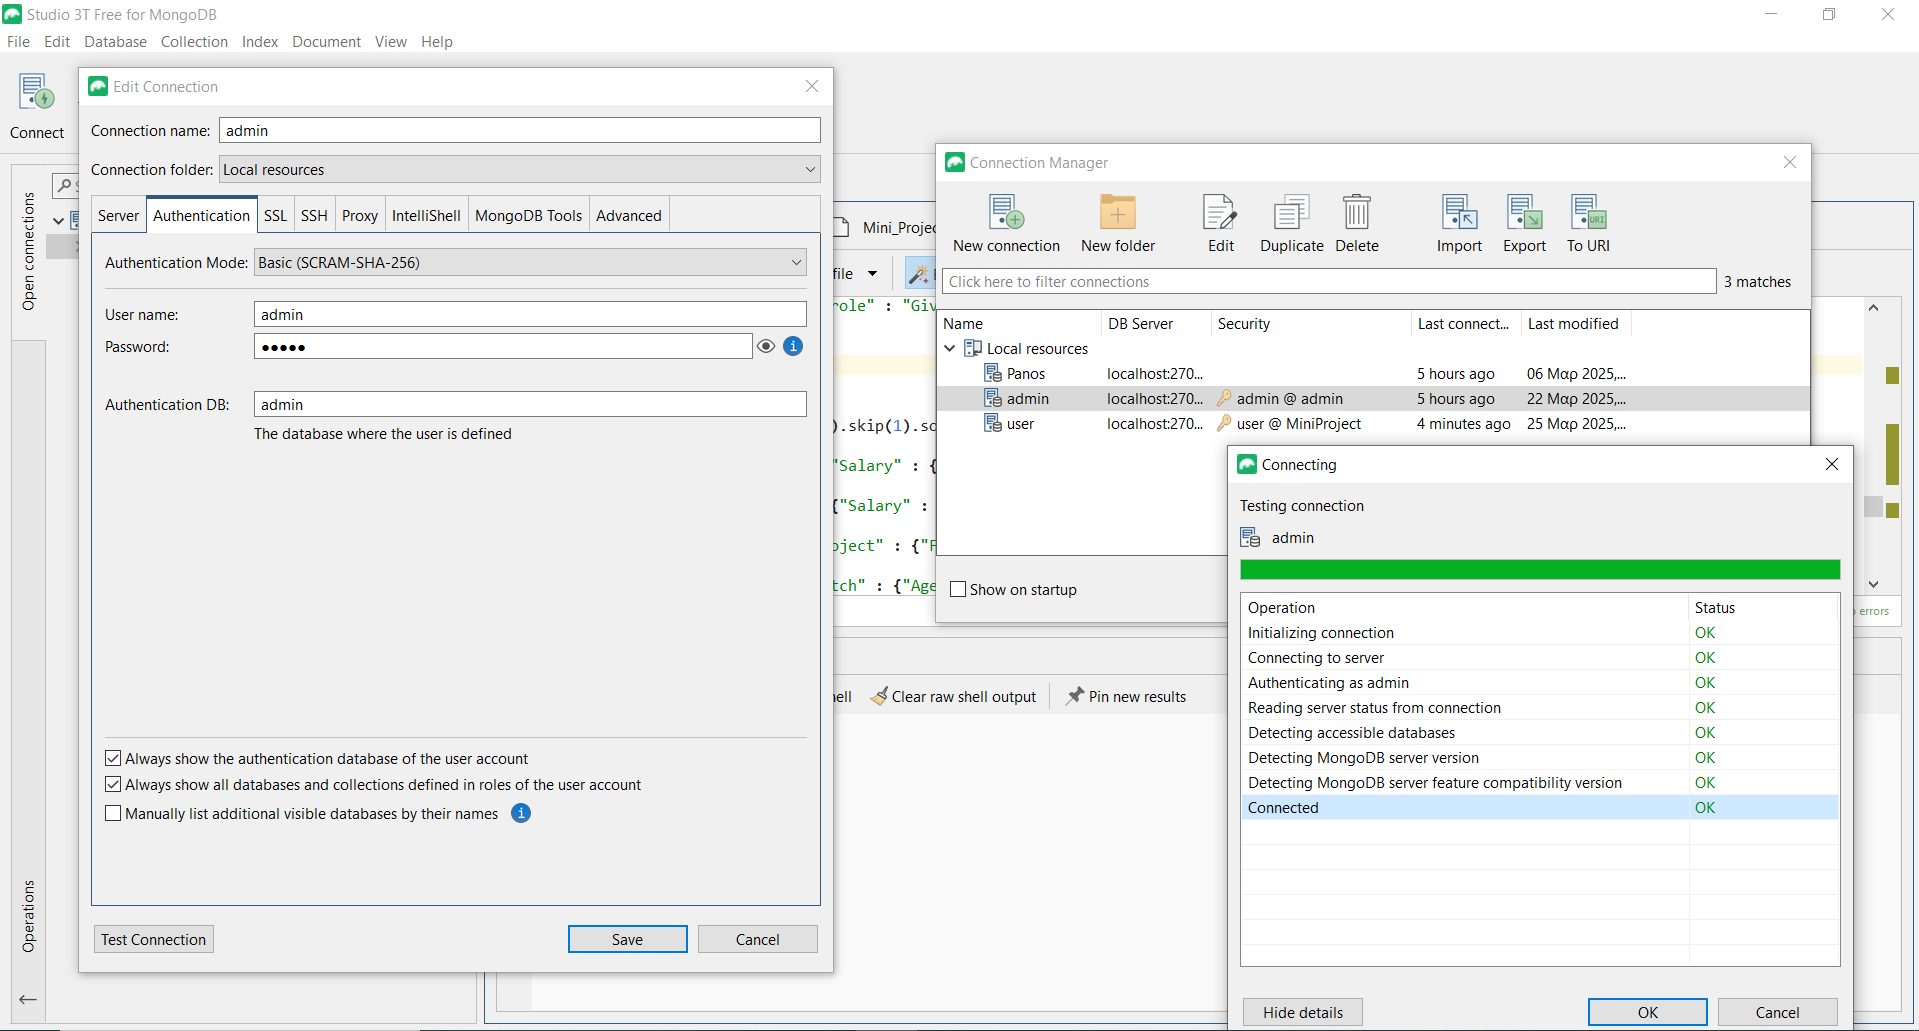 Studio 3T Free for MongoDB
File Edit Database Collection Index Document View Help
Connect
Open connections
Operations
Edit Connection
Connection name: admin
Connection folder: Local resources
Server Authentication SSL SSH Proxy IntelliShell MongoDB Tools Advanced
Authentication Mode: Basic (SCRAM-SHA-256)
User name: admin
Password: ●●●●●
Authentication DB: admin
The database where the user is defined
Always show the authentication database of the user account
Always show all databases and collections defined in roles of the user account
Manually list additional visible databases by their names
Test Connection Save Cancel
Mini_Projec
file
role" : "Giv
).skip(1).so
"Salary" : {
{"Salary" :
oject" : {"F
tch" : {"Age
errors
ell Clear raw shell output Pin new results
Connection Manager
New connection New folder Edit Duplicate Delete Import Export To URI
Click here to filter connections 3 matches
Name DB Server Security Last connect... Last modified
Local resources
Panos localhost:270... 5 hours ago 06 Μαρ 2025,...
admin localhost:270... admin @ admin 5 hours ago 22 Μαρ 2025,...
user localhost:270... user @ MiniProject 4 minutes ago 25 Μαρ 2025,...
Show on startup
Connecting
Testing connection
admin
Operation Status
Initializing connection OK
Connecting to server OK
Authenticating as admin OK
Reading server status from connection OK
Detecting accessible databases OK
Detecting MongoDB server version OK
Detecting MongoDB server feature compatibility version OK
Connected OK
Hide details OK Cancel